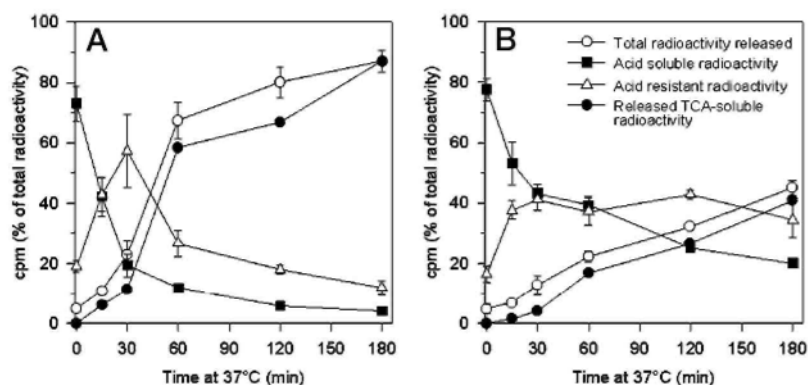 A
B
Total radioactivity released
Acid soluble radioactivity
Acid resistant radioactivity
Released TCA-soluble
radioactivity
cpm (% of total radioactivity)
100
80
60
40
20
0
0 30 60 90 120 150 180
Time at 37°C (min)
cpm (% of total radioactivity)
100
80
60
40
20
0
0 30 60 90 120 150 180
Time at 37°C (min)